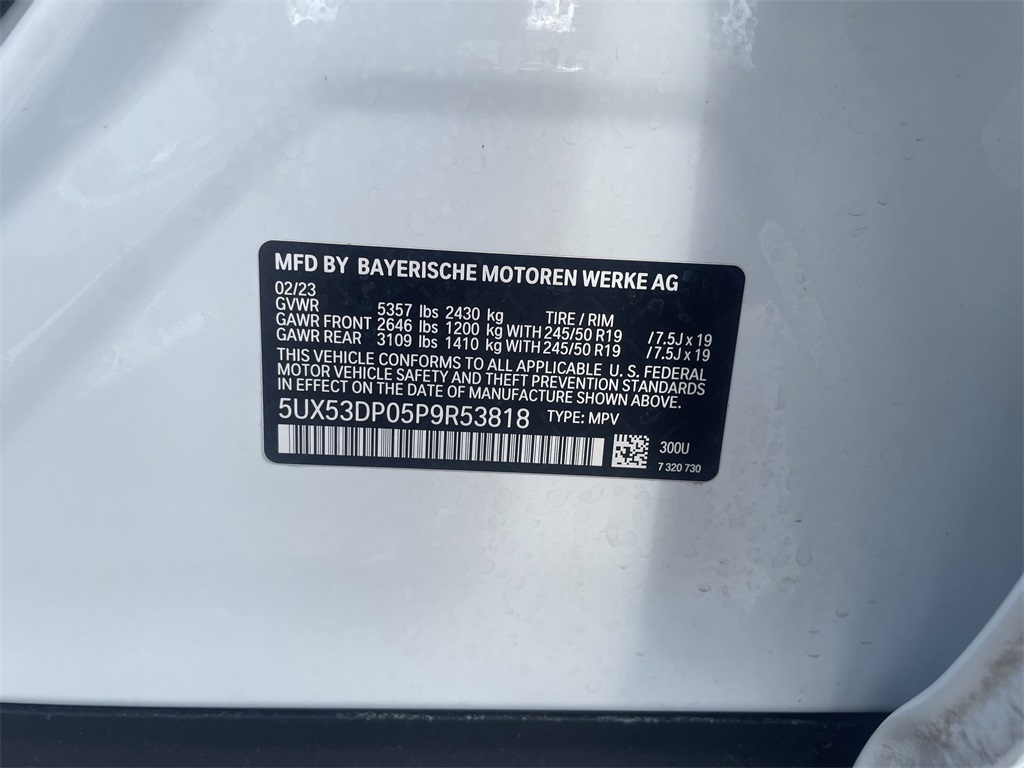 MFD BY BAYERISCHE MOTOREN WERKE AG
02/23
GVWR 5357 lbs 2430 kg TIRE / RIM
GAWR FRONT 2646 lbs 1200 kg WITH 245/50 R19 / 7.5J x 19
GAWR REAR 3109 lbs 1410 kg WITH 245/50 R19 / 7.5J x 19
THIS VEHICLE CONFORMS TO ALL APPLICABLE U. S. FEDERAL
MOTOR VEHICLE SAFETY AND THEFT PREVENTION STANDARDS
IN EFFECT ON THE DATE OF MANUFACTURE SHOWN ABOVE.
5UX53DP05P9R53818 TYPE: MPV
300U
7 320 730